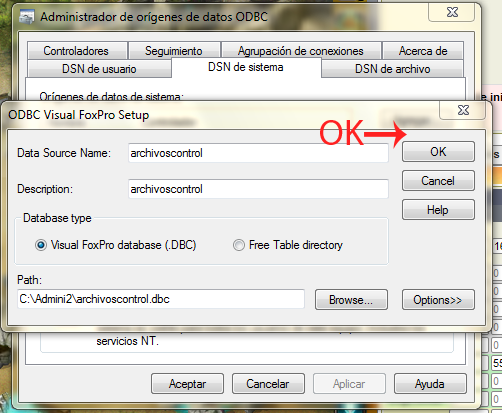 Administrador de orígenes de datos ODBC
Controladores Seguimiento Agrupación de conexiones Acerca de
DSN de usuario DSN de sistema DSN de archivo
Orígenes de datos de sistema:
ODBC Visual FoxPro Setup
OK
Data Source Name: archivoscontrol OK
Description: archivoscontrol Cancel
Help
Database type
Visual FoxPro database (.DBC) Free Table directory
Path:
C:\Admini2\archivoscontrol.dbc Browse... Options>>
servicios NT.
Aceptar Cancelar Aplicar Ayuda